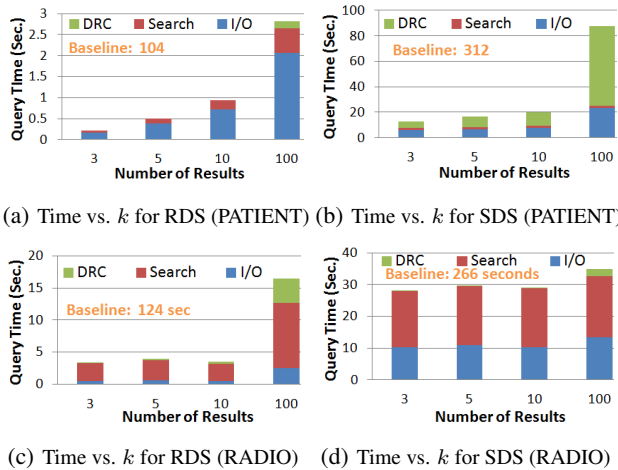 Query Time (Sec.)
3
2.5
2
1.5
1
0.5
0
DRC Search I/O
Baseline: 104
3 5 10 100
Number of Results
(a) Time vs. k for RDS (PATIENT)
Query Time (Sec.)
100
80
60
40
20
0
DRC Search I/O
Baseline: 312
3 5 10 100
Number of Results
(b) Time vs. k for SDS (PATIENT)
Query Time (Sec.)
20
15
10
5
0
DRC Search I/O
Baseline: 124 sec
3 5 10 100
Number of Results
(c) Time vs. k for RDS (RADIO)
Query Time (Sec.)
40
30
20
10
0
DRC Search I/O
Baseline: 266 seconds
3 5 10 100
Number of Results
(d) Time vs. k for SDS (RADIO)